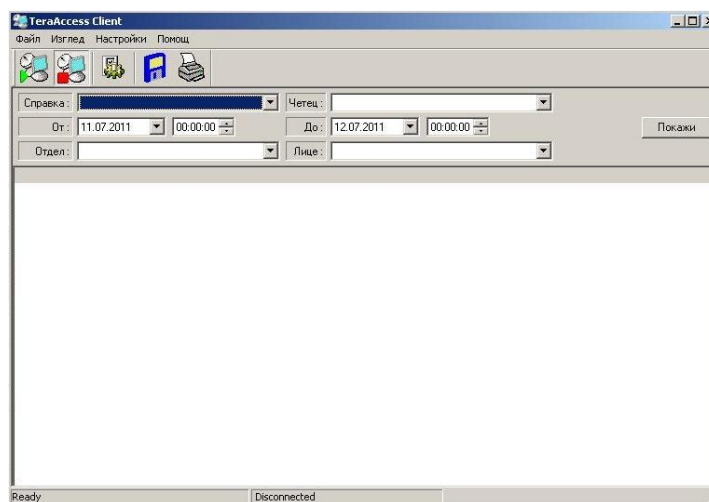 TeraAccess Client
Файл Изглед Настройки Помощ
Справка: Четец:
От: 11.07.2011 00:00:00 До: 12.07.2011 00:00:00 Покажи
Отдел: Лице:
Ready Disconnected